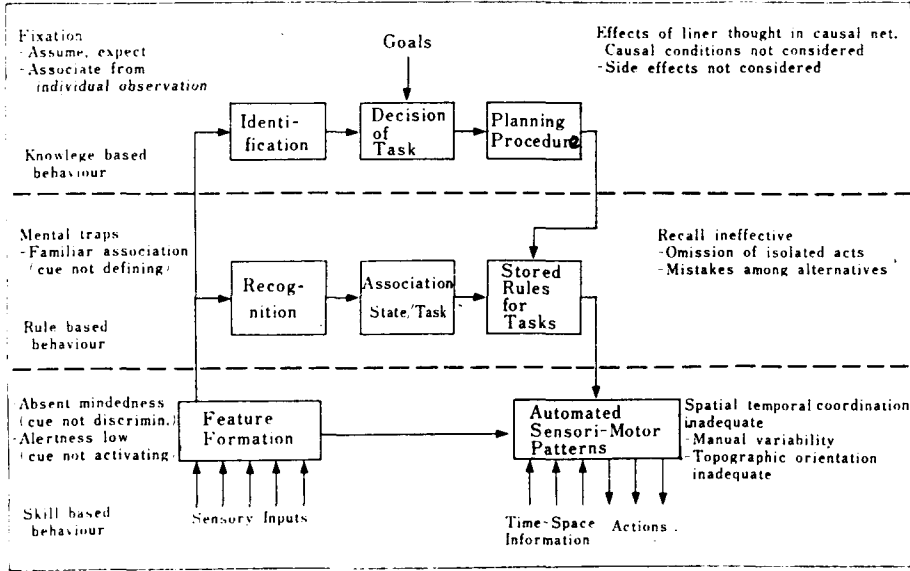 Fixation
- Assume, expect
- Associate from
individual observation
Goals
Effects of liner thought in causal net.
Causal conditions not considered
- Side effects not considered
Identi-
fication
Decision
of
Task
Planning
Procedure
Knowlege based
behaviour
Mental traps
- Familiar association
(cue not defining)
Recall ineffective
- Omission of isolated acts
- Mistakes among alternatives
Recog-
nition
Association
State/Task
Stored
Rules
for
Tasks
Rule based
behaviour
Absent mindedness
(cue not discrimin.)
- Alertness low
(cue not activating)
Feature
Formation
Automated
Sensori-Motor
Patterns
Spatial temporal coordination
inadequate
- Manual variability
- Topographic orientation
inadequate
Skill based
behaviour
Sensory Inputs
Time-Space
Information
Actions.